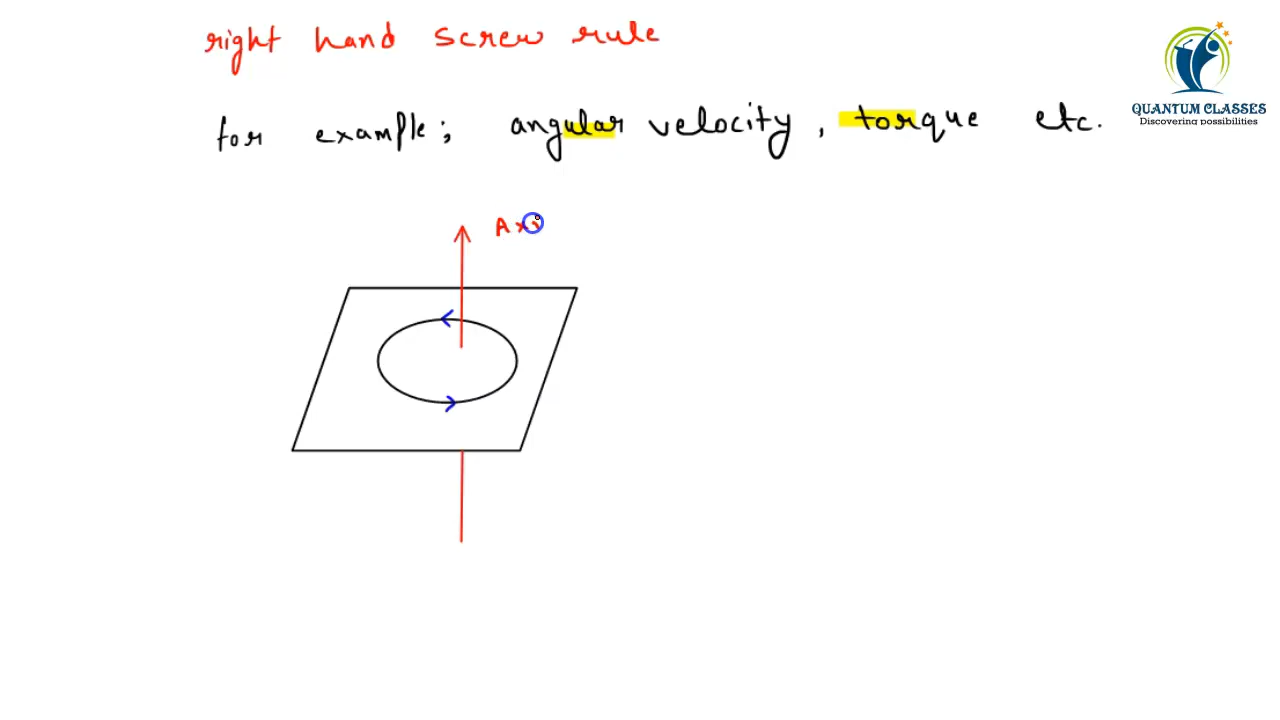 right hand screw rule
for example; angular velocity, torque etc.
QUANTUM CLASSES
Discovering possibilities